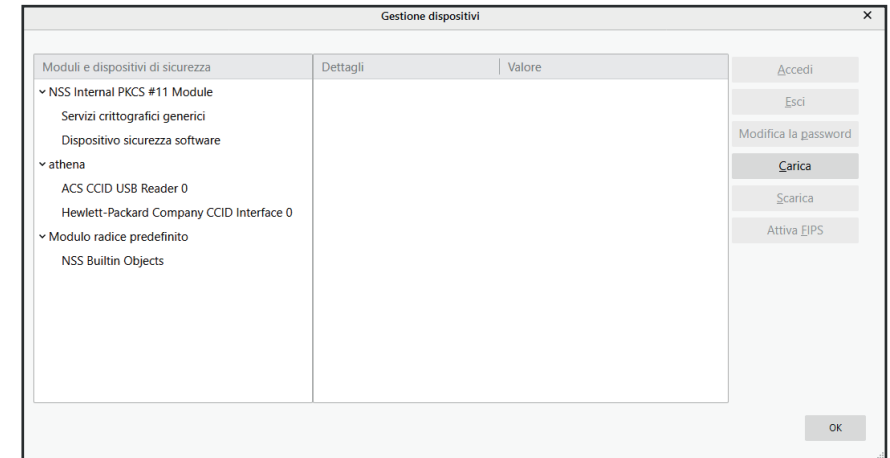 Gestione dispositivi
Moduli e dispositivi di sicurezza
Dettagli
Valore
NSS Internal PKCS #11 Module
Servizi crittografici generici
Dispositivo sicurezza software
athena
ACS CCID USB Reader 0
Hewlett-Packard Company CCID Interface 0
Modulo radice predefinito
NSS Builtin Objects
Accedi
Esci
Modifica la password
Carica
Scarica
Attiva FIPS
OK